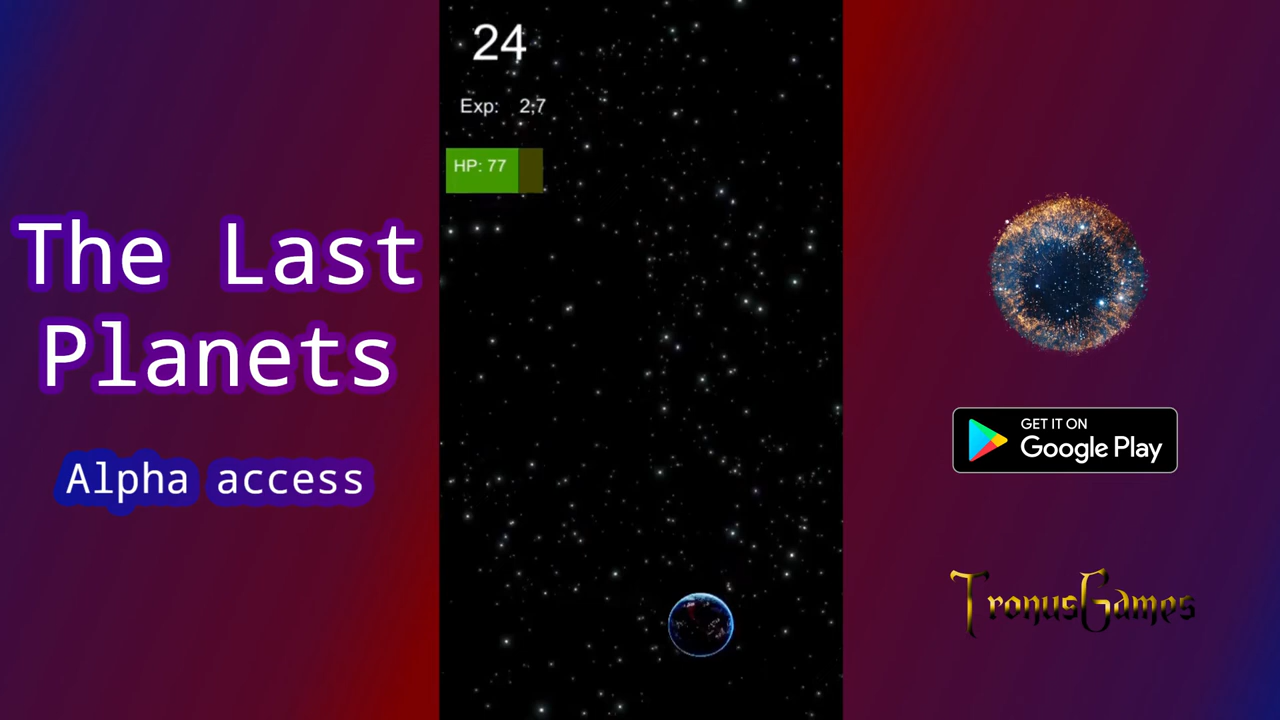 The Last
Planets
Alpha access
24
Exp: 2;7
HP: 77
GET IT ON
Google Play
TronusGames